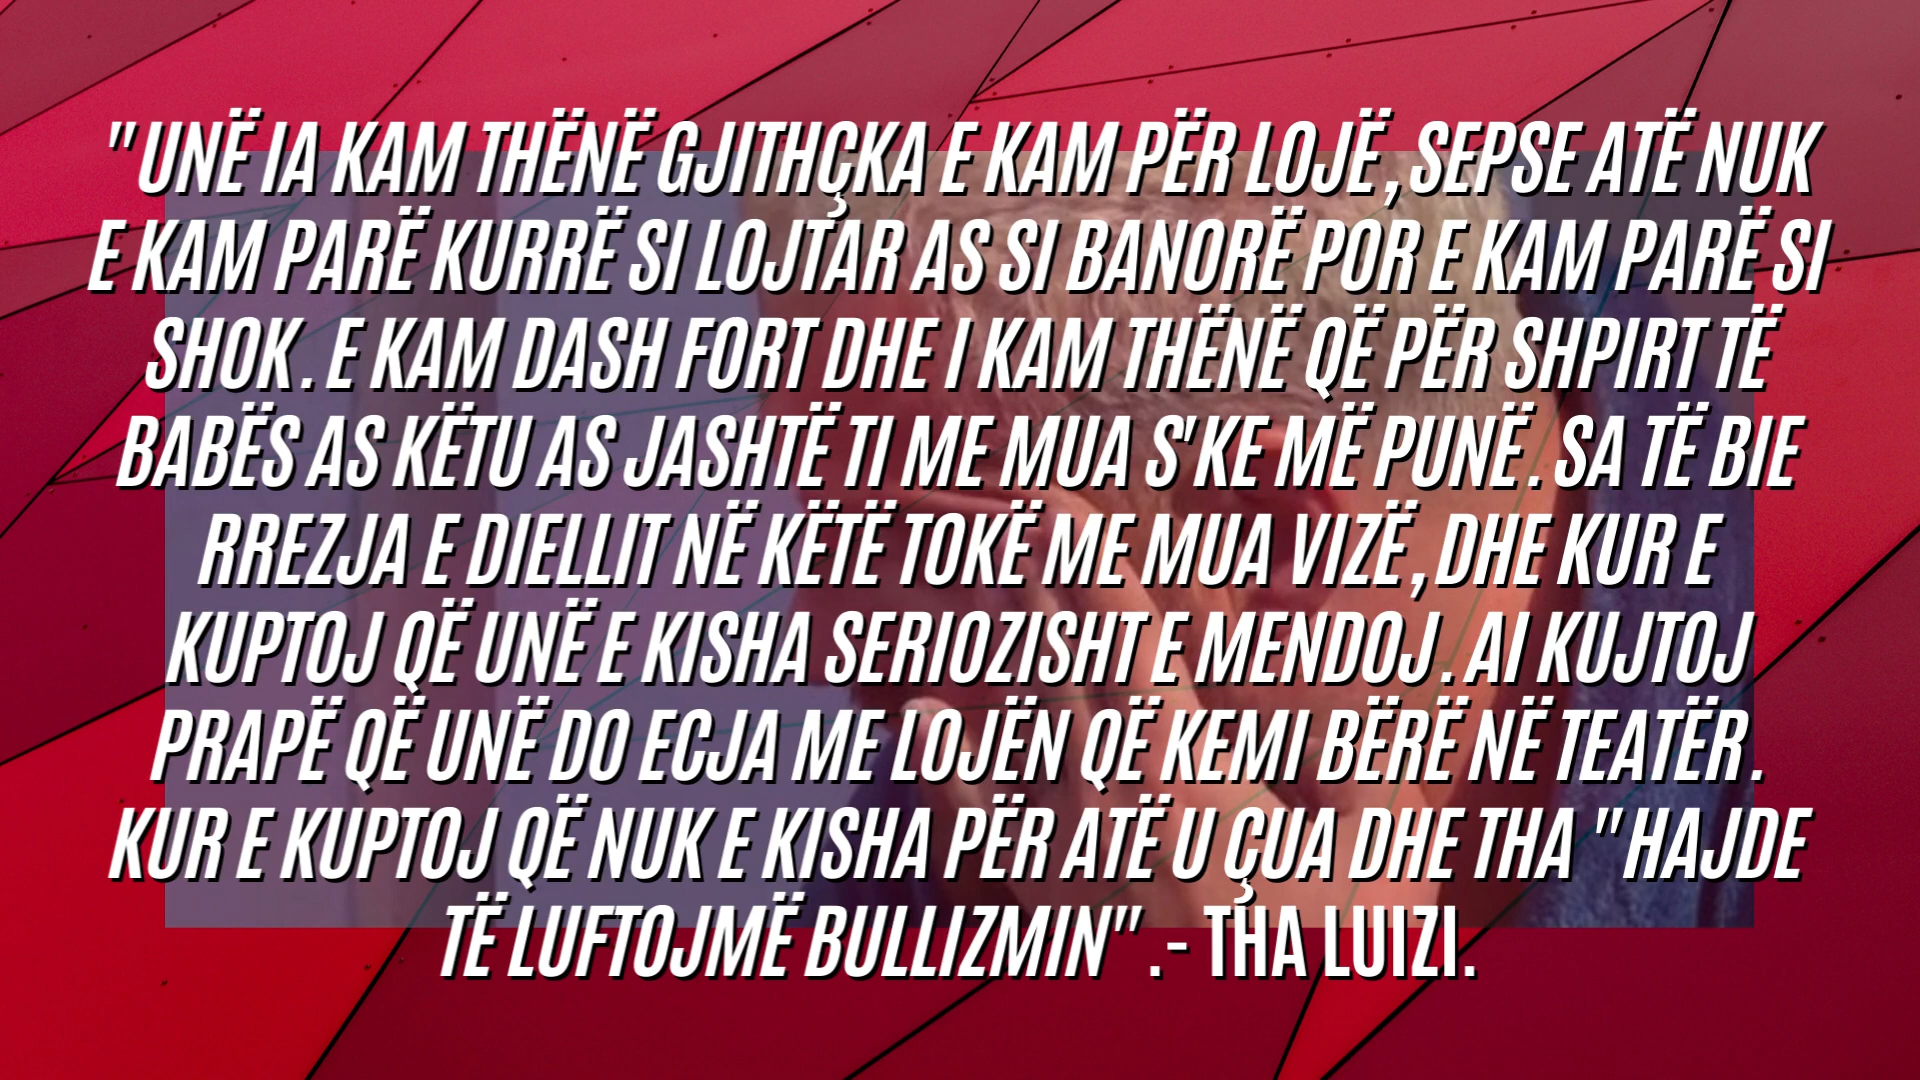 "UNË IA KAM THËNË GJITHÇKA E KAM PËR LOJË,SEPSE ATË NUK
E KAM PARË KURRË SI LOJTAR AS SI BANORË POR E KAM PARË SI
SHOK.E KAM DASH FORT DHE I KAM THËNË QË PËR SHPIRT TË
BABËS AS KËTU AS JASHTË TI ME MUA S'KE MË PUNË.SA TË BIE
RREZJA E DIELLIT NË KËTË TOKË ME MUA VIZË,DHE KUR E
KUPTOJ QË UNË E KISHA SERIOZISHT E MENDOJ.AI KUJTOJ
PRAPË QË UNË DO ECJA ME LOJËN QË KEMI BËRË NË TEATËR.
KUR E KUPTOJ QË NUK E KISHA PËR ATË U ÇUA DHE THA "HAJDE
TË LUFTOJMË BULLIZMIN".- THA LUIZI.